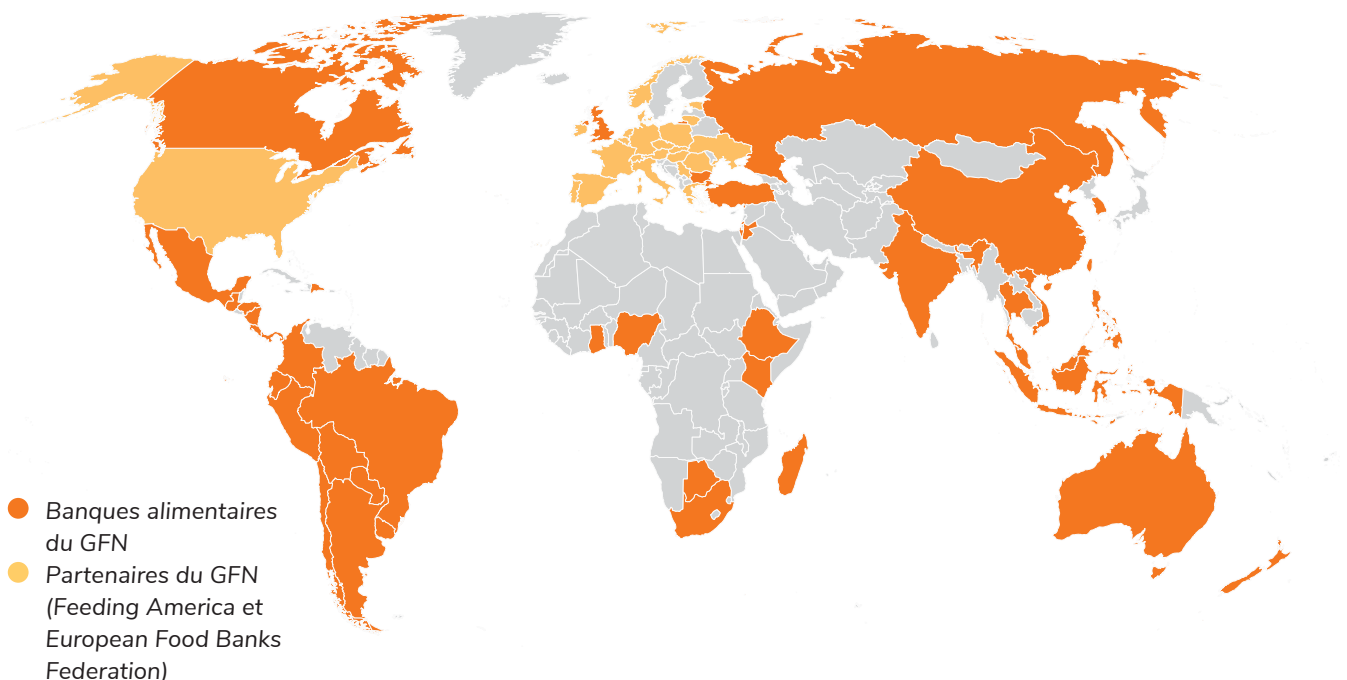 Banques alimentaires
du GFN
Partenaires du GFN
(Feeding America et
European Food Banks
Federation)